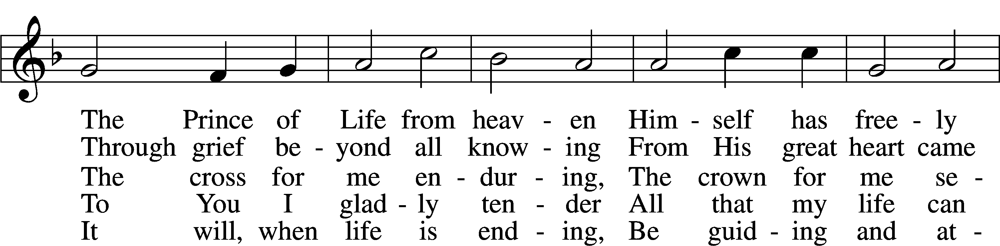 The Prince of Life from heav - en Him - self has free - ly
Through grief be - yond all know - ing From His great heart came
The cross for me en - dur - ing, The crown for me se -
To You I glad - ly ten - der All that my life can
It will, when life is end - ing, Be guid - ing and at -